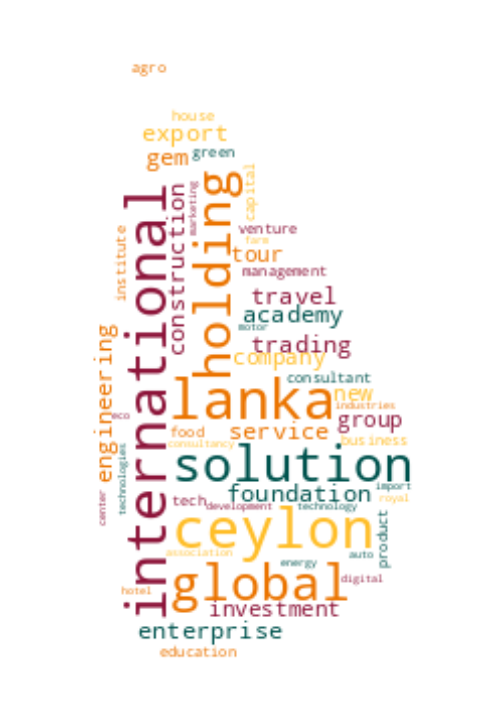 agro
house
export
gem
green
international
construction
marketing
holding
capital
institute
venture
farm
tour
management
travel
academy
motor
trading
company
engineering
consultant
lanka
new
industries
eco
group
food
service
business
consultancy
solution
technologies
center
foundation
import
royal
tech
development
technology
ceylon
product
association
auto
energy
global
digital
hotel
investment
enterprise
education